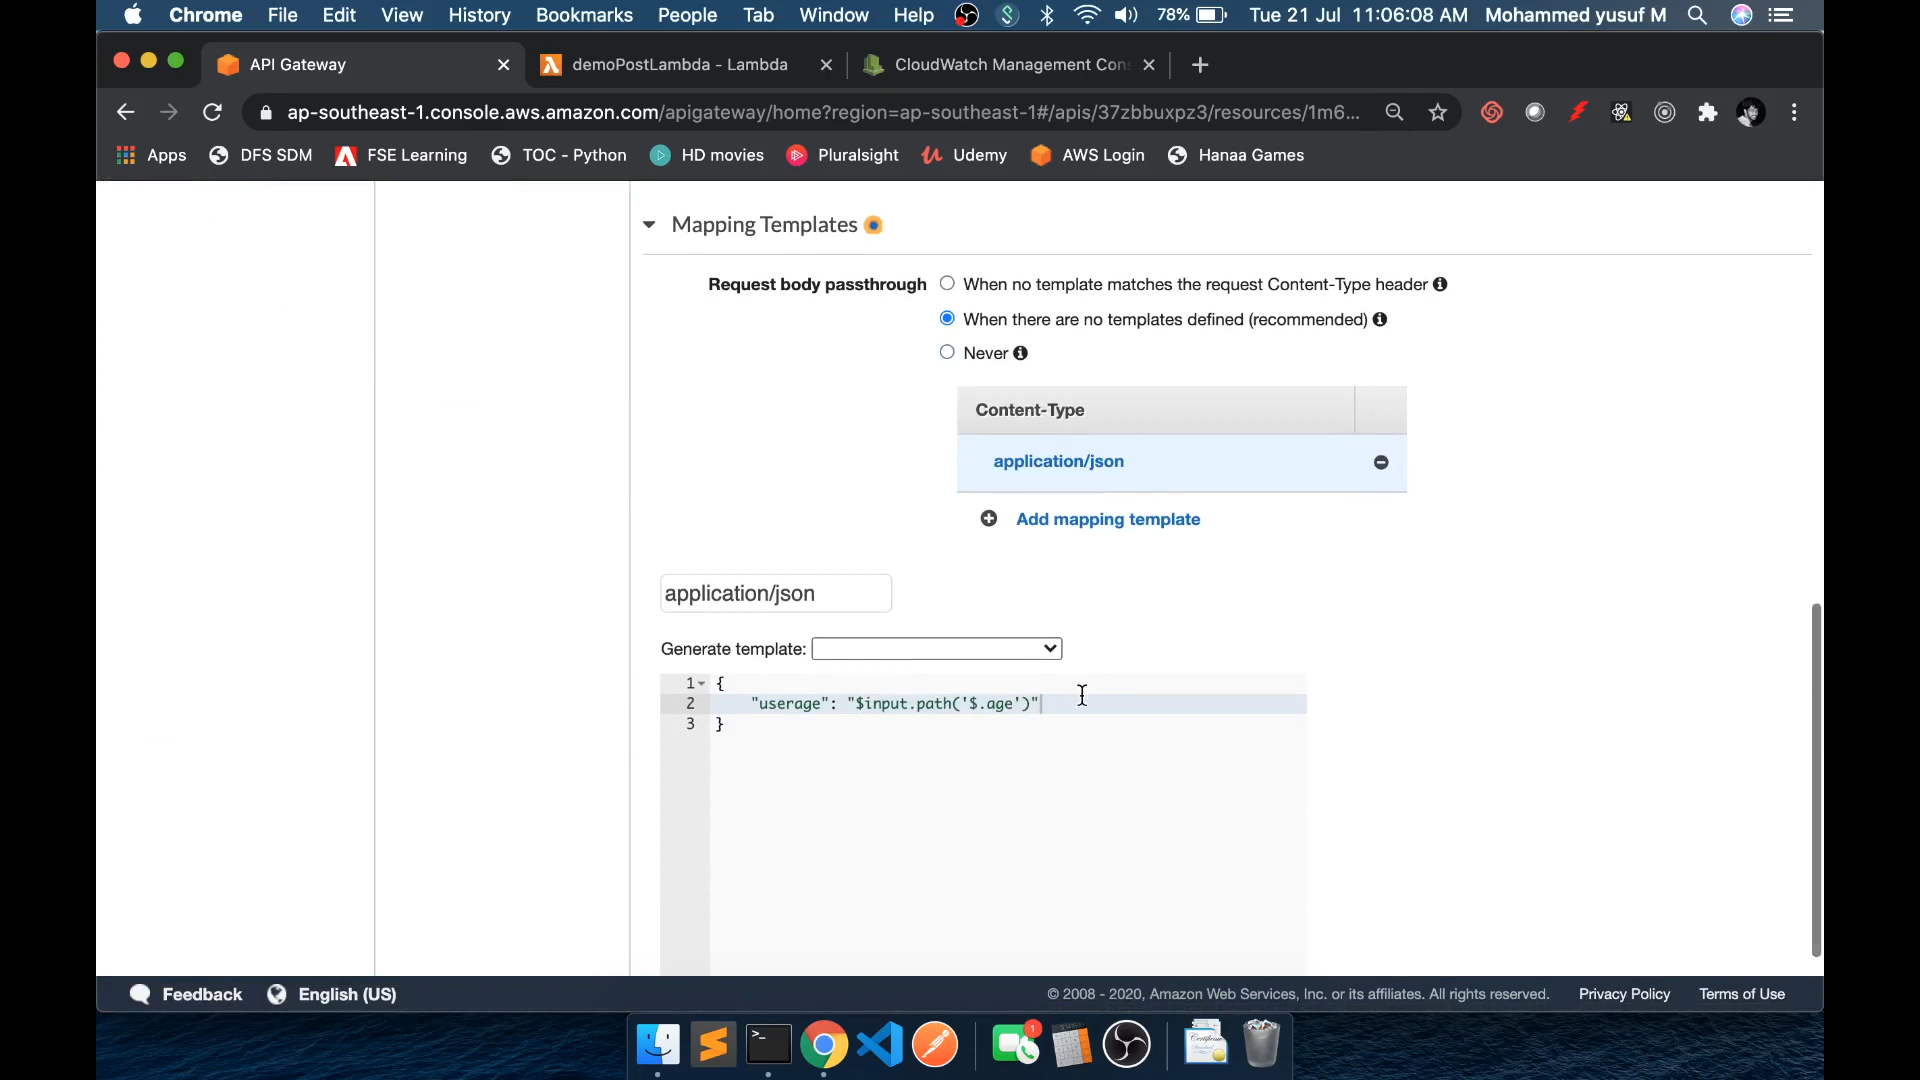 Chrome File Edit View History Bookmarks People Tab Window Help 78% Tue 21 Jul 11:06:08 AM Mohammed yusuf M
API Gateway demoPostLambda - Lambda CloudWatch Management Con
ap-southeast-1.console.aws.amazon.com/apigateway/home?region=ap-southeast-1#/apis/37zbbuxpz3/resources/1m6...
Apps DFS SDM FSE Learning TOC - Python HD movies Pluralsight Udemy AWS Login Hanaa Games
Mapping Templates
Request body passthrough When no template matches the request Content-Type header
When there are no templates defined (recommended)
Never
Content-Type
application/json
Add mapping template
application/json
Generate template:
1 {
2 "userage": "$input.path('$.age')"
3 }
Feedback English (US) © 2008 - 2020, Amazon Web Services, Inc. or its affiliates. All rights reserved. Privacy Policy Terms of Use
1